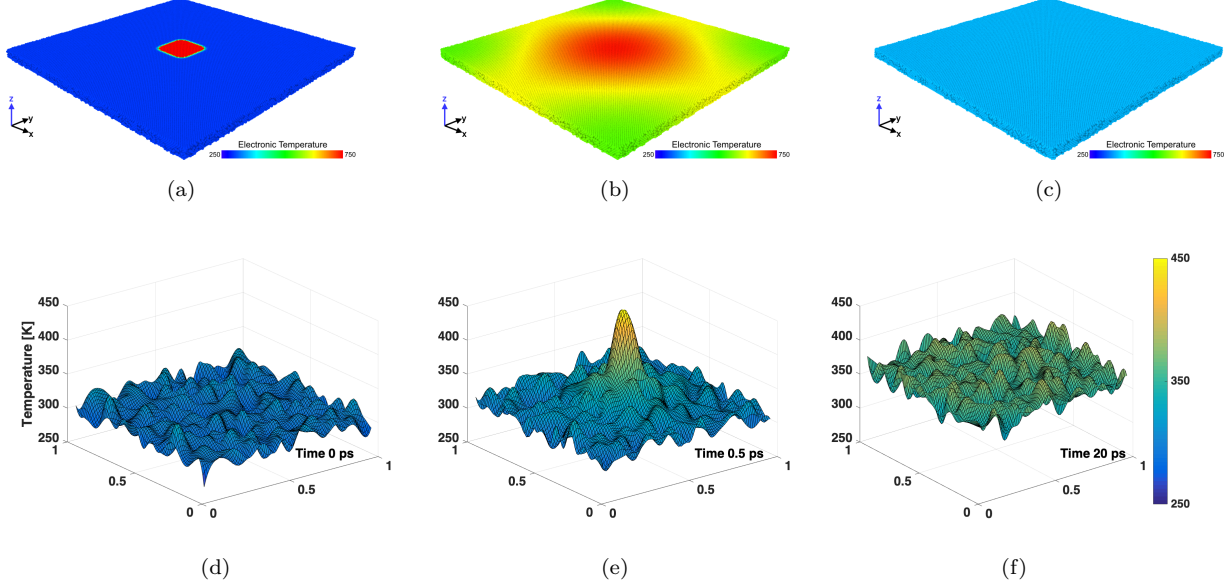 z
y
x
Electronic Temperature
250 750
(a)
z
y
x
Electronic Temperature
250 750
(b)
z
y
x
Electronic Temperature
250 750
(c)
Temperature [K]
450
400
350
300
250
1
0.5
0
0
0.5
1
Time 0 ps
(d)
450
400
350
300
250
1
0.5
0
0
0.5
1
Time 0.5 ps
(e)
450
400
350
300
250
1
0.5
0
0
0.5
1
Time 20 ps
450
350
250
(f)